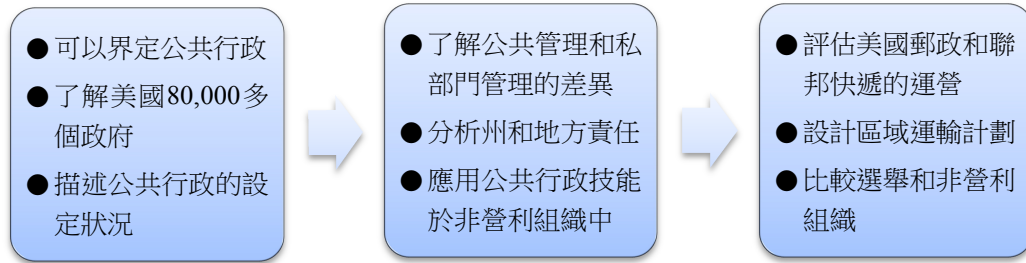 ●可以界定公共行政
●了解美國80,000多
個政府
●描述公共行政的設
定狀況
●了解公共管理和私
部門管理的差異
●分析州和地方責任
●應用公共行政技能
於非營利組織中
●評估美國郵政和聯
邦快遞的運營
●設計區域運輸計劃
●比較選舉和非營利
組織